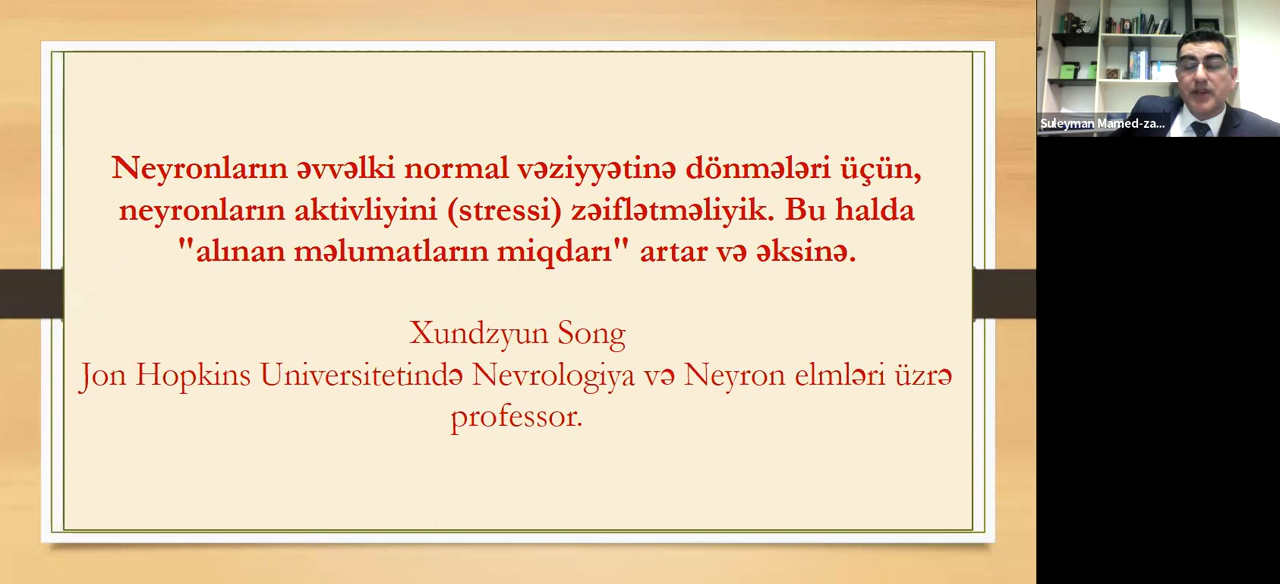 Neyronların əvvəlki normal vəziyyətinə dönmələri üçün,
neyronların aktivliyini (stressi) zəiflətməliyik. Bu halda
"alınan məlumatların miqdarı" artar və əksinə.
Xundzyun Song
Jon Hopkins Universitetində Nevrologiya və Neyron elmləri üzrə
professor.
Suleyman Mamed-za...